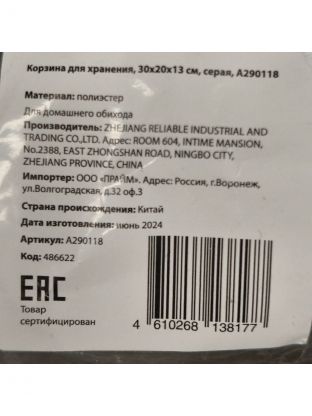 Корзина для хранения, 30x20x13 см, серая, A290118
Материал: полиэстер
Для домашнего обихода
Производитель: ZHEJIANG RELIABLE INDUSTRIAL AND
TRADING CO.,LTD. Адрес: ROOM 604, INTIME MANSION,
No.2388, EAST ZHONGSHAN ROAD, NINGBO CITY,
ZHEJIANG PROVINCE, CHINA
Импортер: ООО «ПРАЙМ». Адрес: Россия, г.Воронеж,
ул.Волгоградская, д.32 оф.3
Страна происхождения: Китай
Дата изготовления: июнь 2024
Артикул: A290118
Код: 486622
EAC
Товар
сертифицирован
4 610268 138177